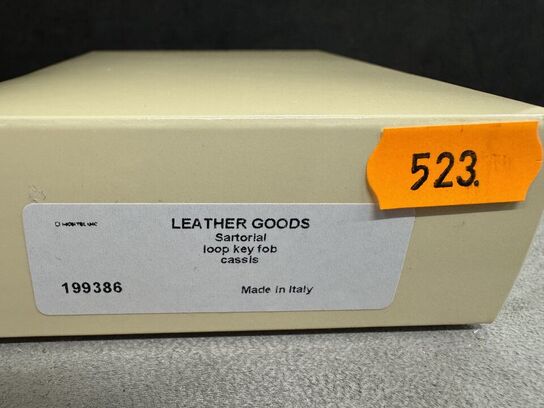 523.
LEATHER GOODS
Sartorial
loop key fob
cassis
199386
Made in Italy